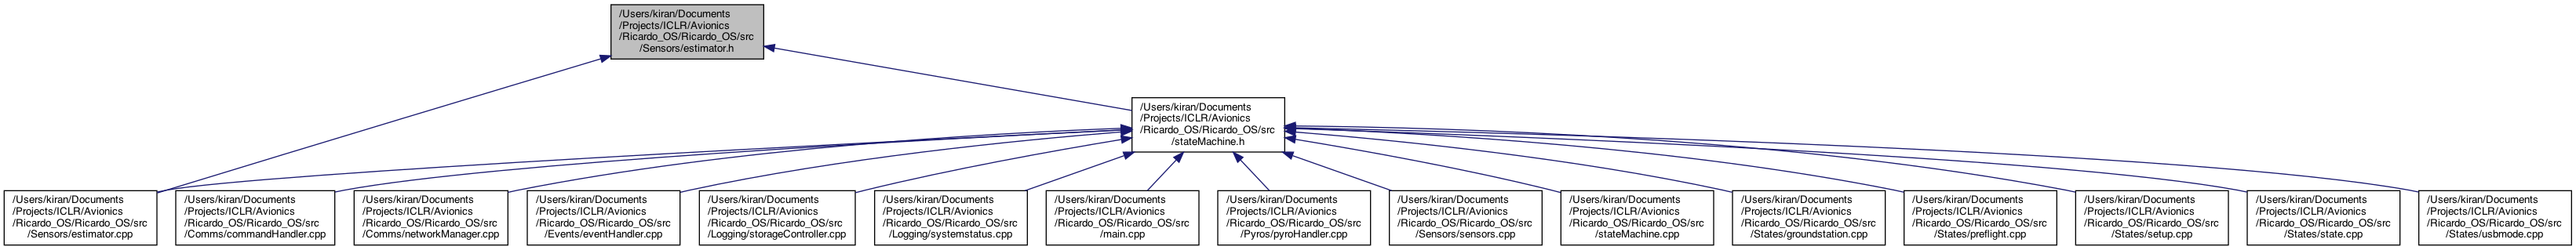 /Users/kiran/Documents
/Projects/ICLR/Avionics
/Ricardo_OS/Ricardo_OS/src
/Sensors/estimator.h
/Users/kiran/Documents
/Projects/ICLR/Avionics
/Ricardo_OS/Ricardo_OS/src
/stateMachine.h
/Users/kiran/Documents
/Projects/ICLR/Avionics
/Ricardo_OS/Ricardo_OS/src
/Sensors/estimator.cpp
/Users/kiran/Documents
/Projects/ICLR/Avionics
/Ricardo_OS/Ricardo_OS/src
/Comms/commandHandler.cpp
/Users/kiran/Documents
/Projects/ICLR/Avionics
/Ricardo_OS/Ricardo_OS/src
/Comms/networkManager.cpp
/Users/kiran/Documents
/Projects/ICLR/Avionics
/Ricardo_OS/Ricardo_OS/src
/Events/eventHandler.cpp
/Users/kiran/Documents
/Projects/ICLR/Avionics
/Ricardo_OS/Ricardo_OS/src
/Logging/storageController.cpp
/Users/kiran/Documents
/Projects/ICLR/Avionics
/Ricardo_OS/Ricardo_OS/src
/Logging/systemstatus.cpp
/Users/kiran/Documents
/Projects/ICLR/Avionics
/Ricardo_OS/Ricardo_OS/src
/main.cpp
/Users/kiran/Documents
/Projects/ICLR/Avionics
/Ricardo_OS/Ricardo_OS/src
/Pyros/pyroHandler.cpp
/Users/kiran/Documents
/Projects/ICLR/Avionics
/Ricardo_OS/Ricardo_OS/src
/Sensors/sensors.cpp
/Users/kiran/Documents
/Projects/ICLR/Avionics
/Ricardo_OS/Ricardo_OS/src
/stateMachine.cpp
/Users/kiran/Documents
/Projects/ICLR/Avionics
/Ricardo_OS/Ricardo_OS/src
/States/groundstation.cpp
/Users/kiran/Documents
/Projects/ICLR/Avionics
/Ricardo_OS/Ricardo_OS/src
/States/preflight.cpp
/Users/kiran/Documents
/Projects/ICLR/Avionics
/Ricardo_OS/Ricardo_OS/src
/States/setup.cpp
/Users/kiran/Documents
/Projects/ICLR/Avionics
/Ricardo_OS/Ricardo_OS/src
/States/state.cpp
/Users/kiran/Documents
/Projects/ICLR/Avionics
/Ricardo_OS/Ricardo_OS/src
/States/usbmode.cpp